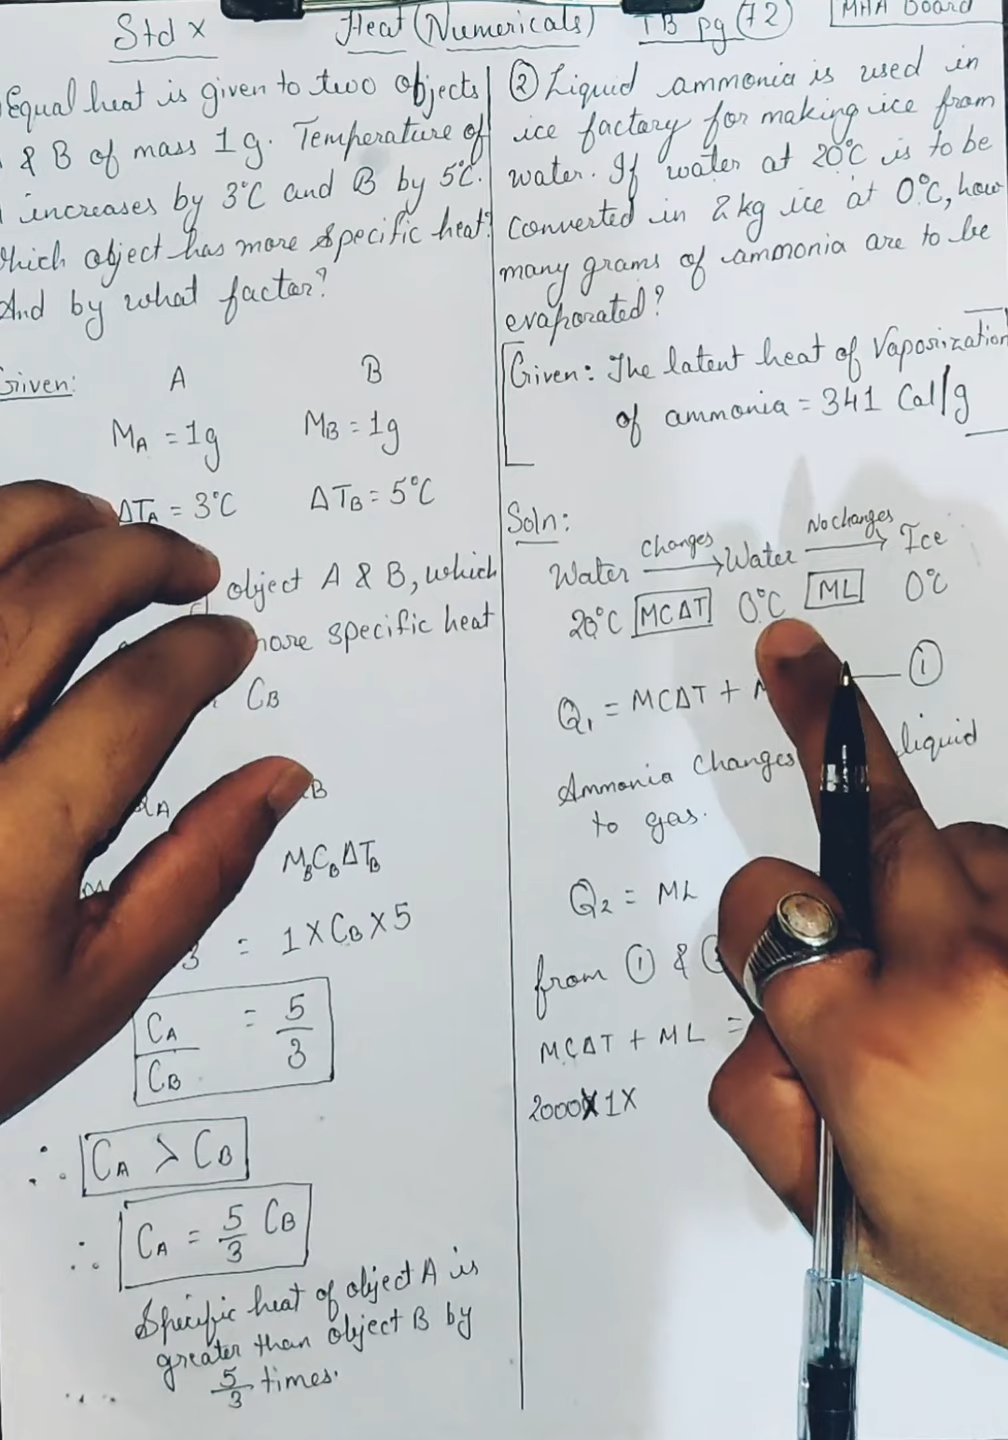 Std X Heat (Numericals) TB pg (72) MHA Board
Equal heat is given to two objects
& B of mass 1g. Temperature of
increases by 3°C and B by 5°C.
which object has more specific heat?
And by what factor?
Given: A B
MA = 1g MB = 1g
ΔTA = 3°C ΔTB = 5°C
object A & B, which
more specific heat
CB
MBCBΔTB
3 = 1 X CB X 5
CA/CB = 5/3
∴ CA > CB
∴ CA = 5/3 CB
Specific heat of object A is
greater than object B by
5/3 times.
② Liquid ammonia is used in
ice factory for making ice from
water. If water at 20°C is to be
converted in 2 kg ice at 0°C, how
many grams of ammonia are to be
evaporated?
Given: The latent heat of Vaporization
of ammonia = 341 Cal/g
Soln:
Changes No changes
Water → Water → Ice
20°C MCΔT 0°C ML 0°C
Q1 = MCΔT + — ①
Ammonia Changes liquid
to gas.
Q2 = ML
from ① &
MCΔT + ML =
2000 X 1 X